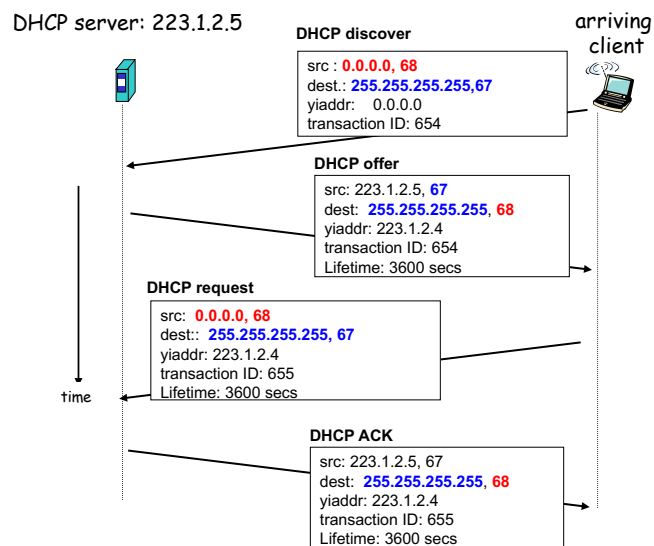 DHCP server: 223.1.2.5
arriving
client
DHCP discover
src : 0.0.0.0, 68
dest.: 255.255.255.255,67
yiaddr: 0.0.0.0
transaction ID: 654
DHCP offer
src: 223.1.2.5, 67
dest: 255.255.255.255, 68
yiaddr: 223.1.2.4
transaction ID: 654
Lifetime: 3600 secs
DHCP request
src: 0.0.0.0, 68
dest:: 255.255.255.255, 67
yiaddr: 223.1.2.4
transaction ID: 655
Lifetime: 3600 secs
time
DHCP ACK
src: 223.1.2.5, 67
dest: 255.255.255.255, 68
yiaddr: 223.1.2.4
transaction ID: 655
Lifetime: 3600 secs